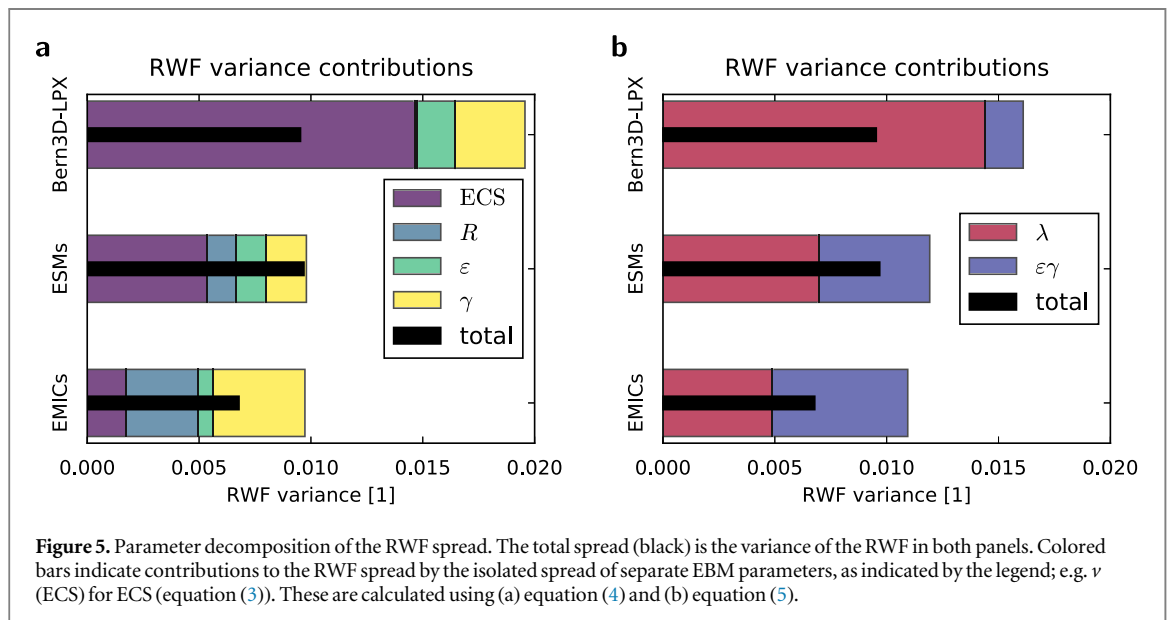 a
RWF variance contributions
Bern3D-LPX
ESMs
EMICs
ECS
R
ε
γ
total
0.000 0.005 0.010 0.015 0.020
RWF variance [1]
b
RWF variance contributions
Bern3D-LPX
ESMs
EMICs
λ
εγ
total
0.000 0.005 0.010 0.015 0.020
RWF variance [1]
Figure 5. Parameter decomposition of the RWF spread. The total spread (black) is the variance of the RWF in both panels. Colored
bars indicate contributions to the RWF spread by the isolated spread of separate EBM parameters, as indicated by the legend; e.g. v
(ECS) for ECS (equation (3)). These are calculated using (a) equation (4) and (b) equation (5).